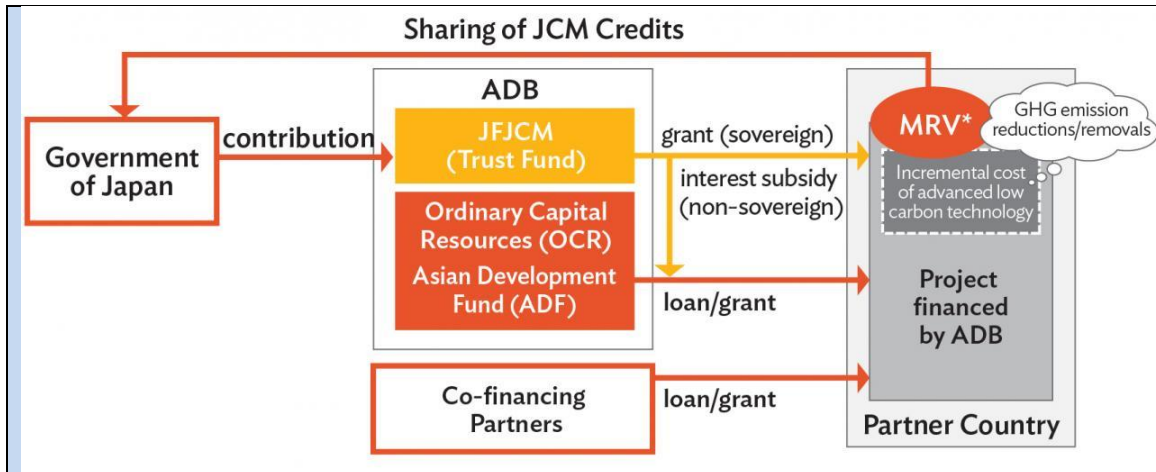 Sharing of JCM Credits
ADB
Government
of Japan
contribution
JFJCM
(Trust Fund)
Ordinary Capital
Resources (OCR)
Asian Development
Fund (ADF)
grant (sovereign)
interest subsidy
(non-sovereign)
loan/grant
Co-financing
Partners
loan/grant
MRV*
GHG emission
reductions/removals
Incremental cost
of advanced low
carbon technology
Project
financed
by ADB
Partner Country